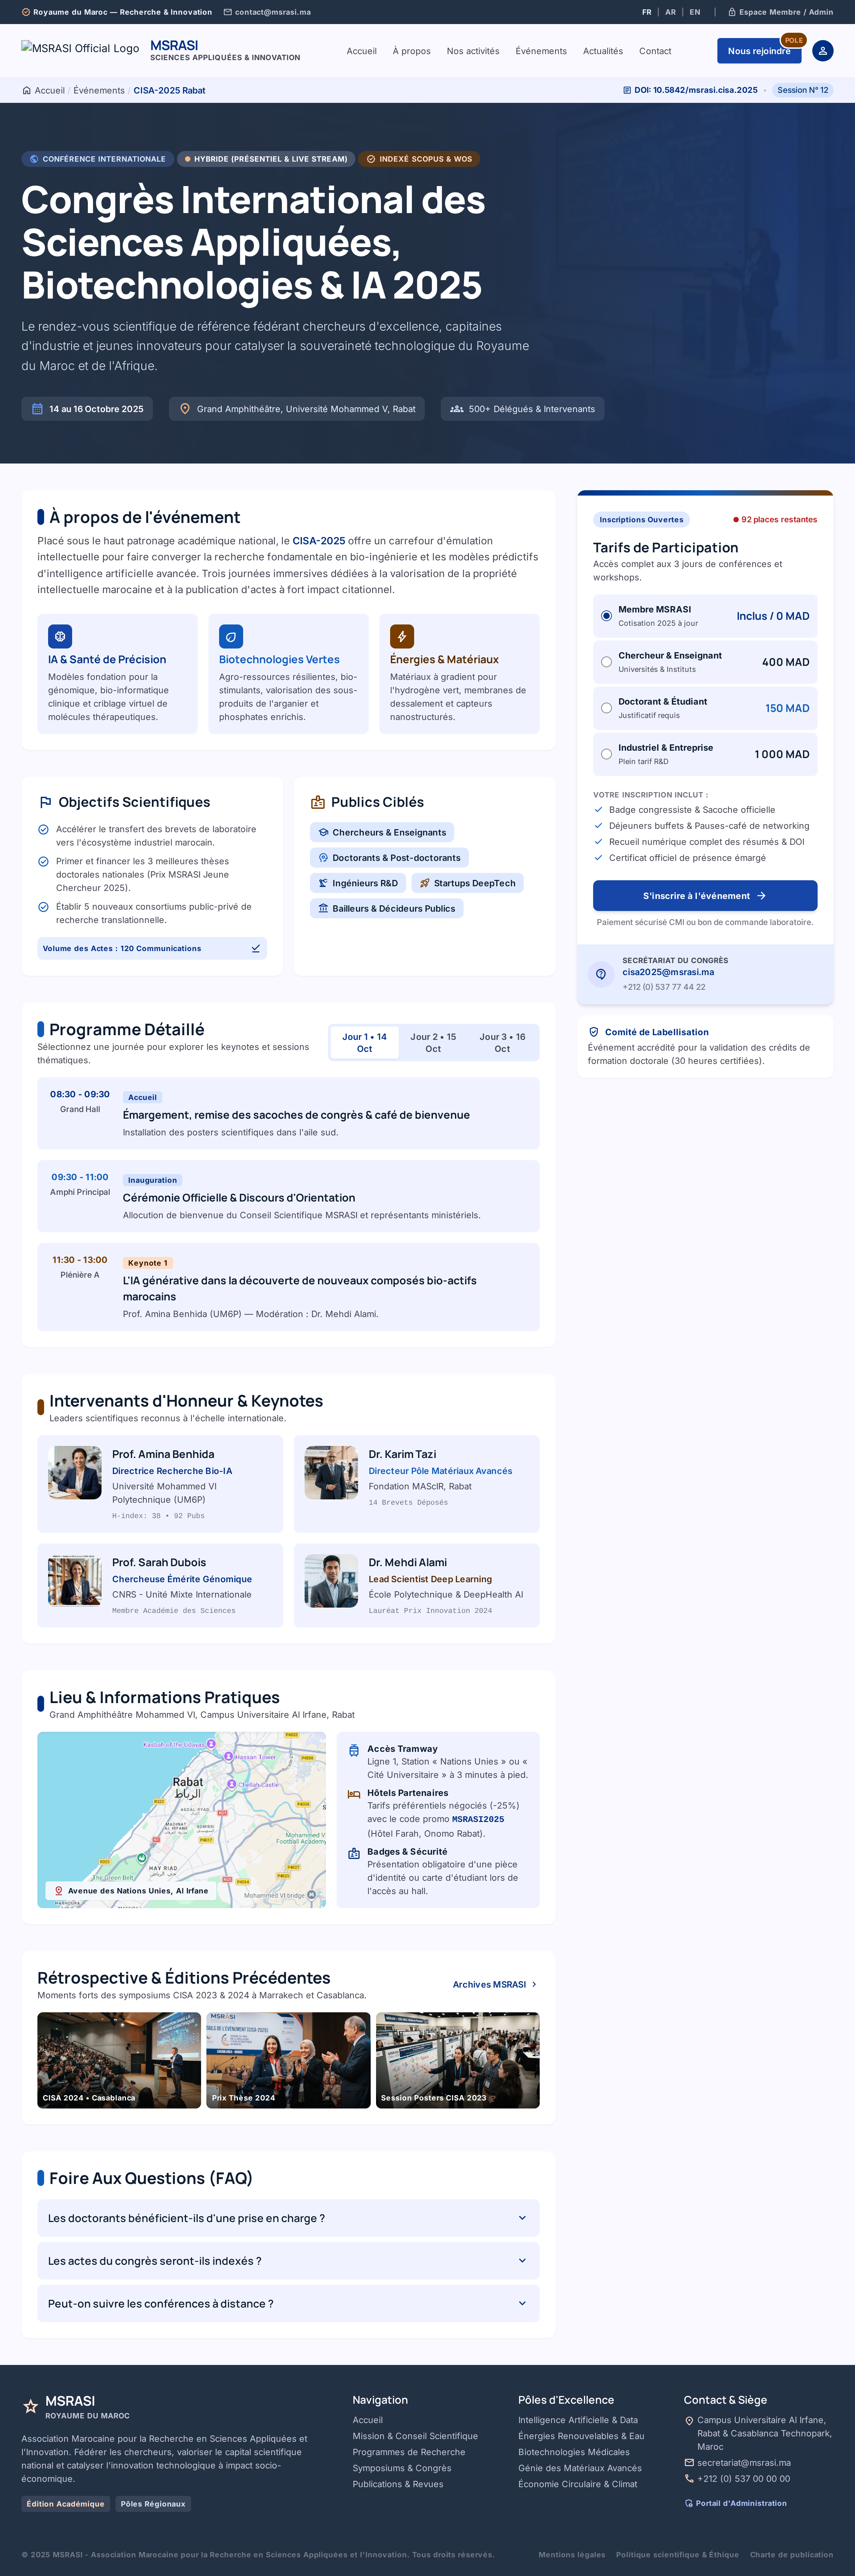 Royaume du Maroc — Recherche & Innovation
contact@msrasi.ma
FR | AR | EN | Espace Membre / Admin
MSRASI Official Logo
MSRASI
SCIENCES APPLIQUÉES & INNOVATION
Accueil
À propos
Nos activités
Événements
Actualités
Contact
Nous rejoindre
POLE
Accueil / Événements / CISA-2025 Rabat
DOI: 10.5842/msrasi.cisa.2025 • Session N° 12
CONFÉRENCE INTERNATIONALE
HYBRIDE (PRÉSENTIEL & LIVE STREAM)
INDEXÉ SCOPUS & WOS
Congrès International des
Sciences Appliquées,
Biotechnologies & IA 2025
Le rendez-vous scientifique de référence fédérant chercheurs d'excellence, capitaines
d'industrie et jeunes innovateurs pour catalyser la souveraineté technologique du Royaume
du Maroc et de l'Afrique.
14 au 16 Octobre 2025
Grand Amphithéâtre, Université Mohammed V, Rabat
500+ Délégués & Intervenants
À propos de l'événement
Placé sous le haut patronage académique national, le CISA-2025 offre un carrefour d'émulation
intellectuelle pour faire converger la recherche fondamentale en bio-ingénierie et les modèles prédictifs
d'intelligence artificielle avancée. Trois journées immersives dédiées à la valorisation de la propriété
intellectuelle et à la publication d'actes à fort impact citationnel.
IA & Santé de Précision
Modèles fondation pour la
génomique, bio-informatique
clinique et criblage virtuel de
molécules thérapeutiques.
Biotechnologies Vertes
Agro-ressources résilientes, bio-
stimulants, valorisation des sous-
produits de l'arganier et
phosphates enrichis.
Énergies & Matériaux
Matériaux à gradient pour
l'hydrogène vert, membranes de
dessalement et capteurs
nanostructurés.
Objectifs Scientifiques
Accélérer le transfert des brevets de laboratoire
vers l'écosystème industriel marocain.
Primer et financer les 3 meilleures thèses
doctorales nationales (Prix MSRASI Jeune
Chercheur 2025).
Établir 5 nouveaux consortiums public-privé de
recherche translationnelle.
Volume des Actes : 120 Communications
Publics Ciblés
Chercheurs & Enseignants
Doctorants & Post-doctorants
Ingénieurs R&D
Startups DeepTech
Bailleurs & Décideurs Publics
Programme Détaillé
Sélectionnez une journée pour explorer les keynotes et sessions
thématiques.
Jour 1 • 14
Oct
Jour 2 • 15
Oct
Jour 3 • 16
Oct
08:30 - 09:30
Grand Hall
Accueil
Émargement, remise des sacoches de congrès & café de bienvenue
Installation des posters scientifiques dans l'aile sud.
09:30 - 11:00
Amphi Principal
Inauguration
Cérémonie Officielle & Discours d'Orientation
Allocution de bienvenue du Conseil Scientifique MSRASI et représentants ministériels.
11:30 - 13:00
Plénière A
Keynote 1
L'IA générative dans la découverte de nouveaux composés bio-actifs
marocains
Prof. Amina Benhida (UM6P) — Modération : Dr. Mehdi Alami.
Intervenants d'Honneur & Keynotes
Leaders scientifiques reconnus à l'échelle internationale.
Prof. Amina Benhida
Directrice Recherche Bio-IA
Université Mohammed VI
Polytechnique (UM6P)
H-index: 38 • 92 Pubs
Dr. Karim Tazi
Directeur Pôle Matériaux Avancés
Fondation MAScIR, Rabat
14 Brevets Déposés
Prof. Sarah Dubois
Chercheuse Émérite Génomique
CNRS - Unité Mixte Internationale
Membre Académie des Sciences
Dr. Mehdi Alami
Lead Scientist Deep Learning
École Polytechnique & DeepHealth AI
Lauréat Prix Innovation 2024
Lieu & Informations Pratiques
Grand Amphithéâtre Mohammed VI, Campus Universitaire Al Irfane, Rabat
Kasbah of the Udayas
Hassan Tower
Chellah Castle
Rabat
الرباط
HAY RIAD
The Green Belt
Mohammed V
Football Academy
Mohammed VI bridge
Avenue des Nations Unies, Al Irfane
Accès Tramway
Ligne 1, Station « Nations Unies » ou «
Cité Universitaire » à 3 minutes à pied.
Hôtels Partenaires
Tarifs préférentiels négociés (-25%)
avec le code promo MSRASI2025
(Hôtel Farah, Onomo Rabat).
Badges & Sécurité
Présentation obligatoire d'une pièce
d'identité ou carte d'étudiant lors de
l'accès au hall.
Rétrospective & Éditions Précédentes
Moments forts des symposiums CISA 2023 & 2024 à Marrakech et Casablanca.
Archives MSRASI
CISA 2024 • Casablanca
Prix Thèse 2024
Session Posters CISA 2023
Foire Aux Questions (FAQ)
Les doctorants bénéficient-ils d'une prise en charge ?
Les actes du congrès seront-ils indexés ?
Peut-on suivre les conférences à distance ?
Inscriptions Ouvertes
92 places restantes
Tarifs de Participation
Accès complet aux 3 jours de conférences et
workshops.
Membre MSRASI
Cotisation 2025 à jour
Inclus / 0 MAD
Chercheur & Enseignant
Universités & Instituts
400 MAD
Doctorant & Étudiant
Justificatif requis
150 MAD
Industriel & Entreprise
Plein tarif R&D
1 000 MAD
VOTRE INSCRIPTION INCLUT :
Badge congressiste & Sacoche officielle
Déjeuners buffets & Pauses-café de networking
Recueil numérique complet des résumés & DOI
Certificat officiel de présence émargé
S'inscrire à l'événement
Paiement sécurisé CMI ou bon de commande laboratoire.
SECRÉTARIAT DU CONGRÈS
cisa2025@msrasi.ma
+212 (0) 537 77 44 22
Comité de Labellisation
Événement accrédité pour la validation des crédits de
formation doctorale (30 heures certifiées).
MSRASI
ROYAUME DU MAROC
Association Marocaine pour la Recherche en Sciences Appliquées et
l'Innovation. Fédérer les chercheurs, valoriser le capital scientifique
national et catalyser l'innovation technologique à impact socio-
économique.
Édition Académique
Pôles Régionaux
Navigation
Accueil
Mission & Conseil Scientifique
Programmes de Recherche
Symposiums & Congrès
Publications & Revues
Pôles d'Excellence
Intelligence Artificielle & Data
Énergies Renouvelables & Eau
Biotechnologies Médicales
Génie des Matériaux Avancés
Économie Circulaire & Climat
Contact & Siège
Campus Universitaire Al Irfane,
Rabat & Casablanca Technopark,
Maroc
secretariat@msrasi.ma
+212 (0) 537 00 00 00
Portail d'Administration
© 2025 MSRASI - Association Marocaine pour la Recherche en Sciences Appliquées et l'Innovation. Tous droits réservés.
Mentions légales
Politique scientifique & Éthique
Charte de publication